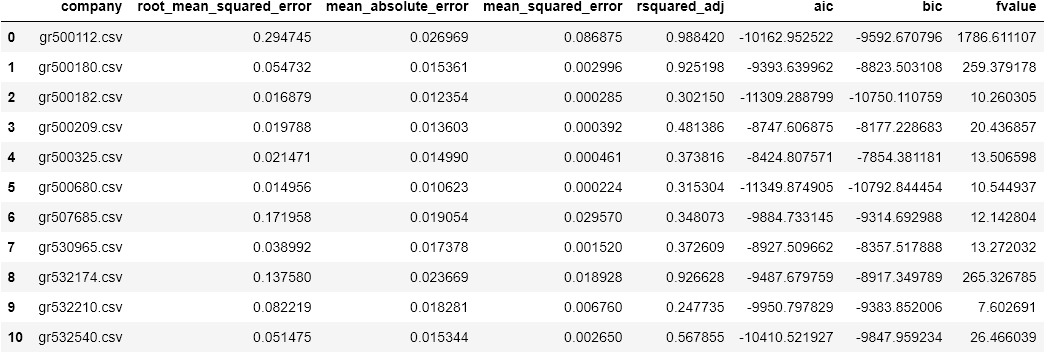 company root_mean_squared_error mean_absolute_error mean_squared_error rsquared_adj aic bic fvalue
0 gr500112.csv 0.294745 0.026969 0.086875 0.988420 -10162.952522 -9592.670796 1786.611107
1 gr500180.csv 0.054732 0.015361 0.002996 0.925198 -9393.639962 -8823.503108 259.379178
2 gr500182.csv 0.016879 0.012354 0.000285 0.302150 -11309.288799 -10750.110759 10.260305
3 gr500209.csv 0.019788 0.013603 0.000392 0.481386 -8747.606875 -8177.228683 20.436857
4 gr500325.csv 0.021471 0.014990 0.000461 0.373816 -8424.807571 -7854.381181 13.506598
5 gr500680.csv 0.014956 0.010623 0.000224 0.315304 -11349.874905 -10792.844454 10.544937
6 gr507685.csv 0.171958 0.019054 0.029570 0.348073 -9884.733145 -9314.692988 12.142804
7 gr530965.csv 0.038992 0.017378 0.001520 0.372609 -8927.509662 -8357.517888 13.272032
8 gr532174.csv 0.137580 0.023669 0.018928 0.926628 -9487.679759 -8917.349789 265.326785
9 gr532210.csv 0.082219 0.018281 0.006760 0.247735 -9950.797829 -9383.852006 7.602691
10 gr532540.csv 0.051475 0.015344 0.002650 0.567855 -10410.521927 -9847.959234 26.466039